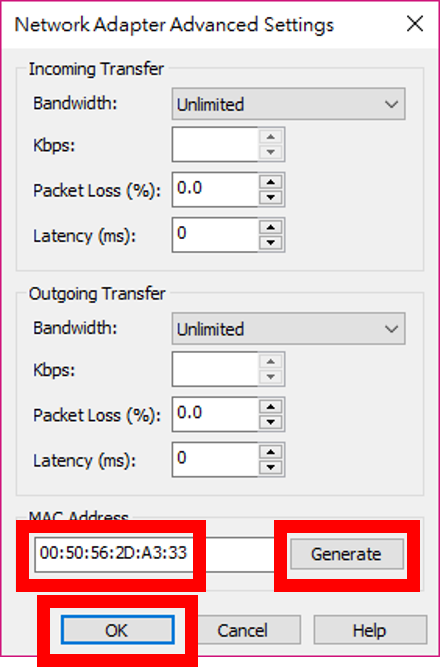 Network Adapter Advanced Settings
Incoming Transfer
Bandwidth: Unlimited
Kbps:
Packet Loss (%): 0.0
Latency (ms): 0
Outgoing Transfer
Bandwidth: Unlimited
Kbps:
Packet Loss (%): 0.0
Latency (ms): 0
MAC Address
00:50:56:2D:A3:33 Generate
OK Cancel Help